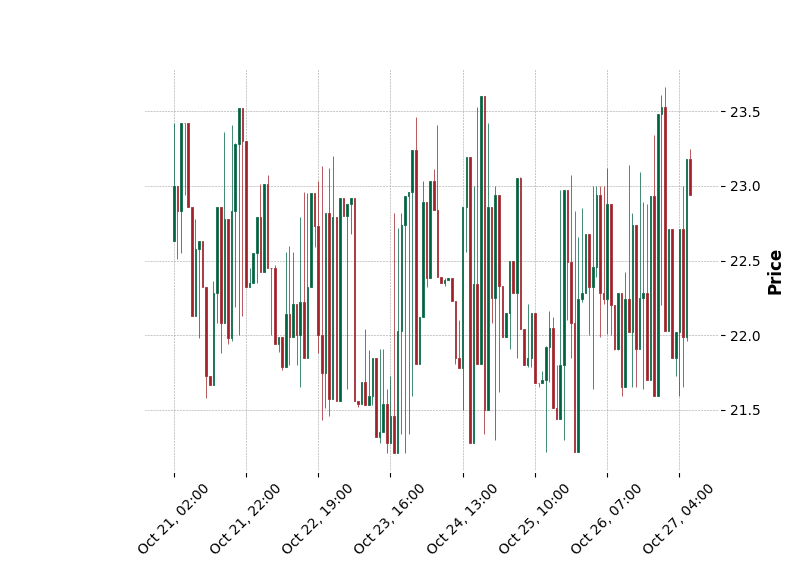 23.5
23.0
22.5
22.0
21.5
Price
Oct 21, 02:00
Oct 21, 22:00
Oct 22, 19:00
Oct 23, 16:00
Oct 24, 13:00
Oct 25, 10:00
Oct 26, 07:00
Oct 27, 04:00